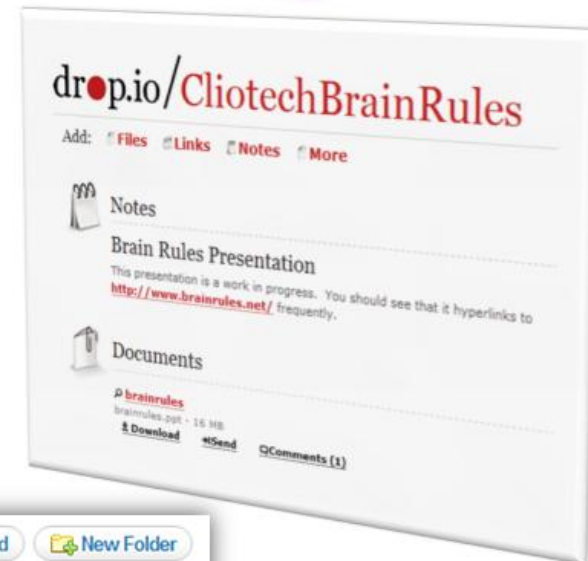 drop.io/CliotechBrainRules
Add: Files Links Notes More
Notes
Brain Rules Presentation
This presentation is a work in progress. You should see that it hyperlinks to
http://www.brainrules.net/ frequently.
Documents
brainrules
brainrules.ppt - 16 MB
Download Send Comments (1)
New Folder